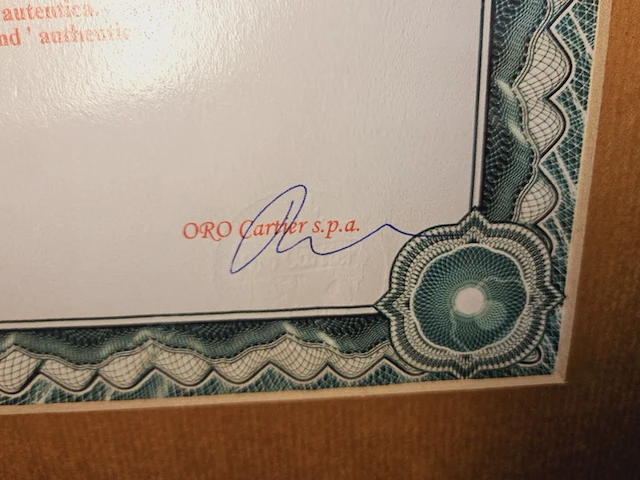 autentica.
nd' authentic
ORO Cartier s.p.a.